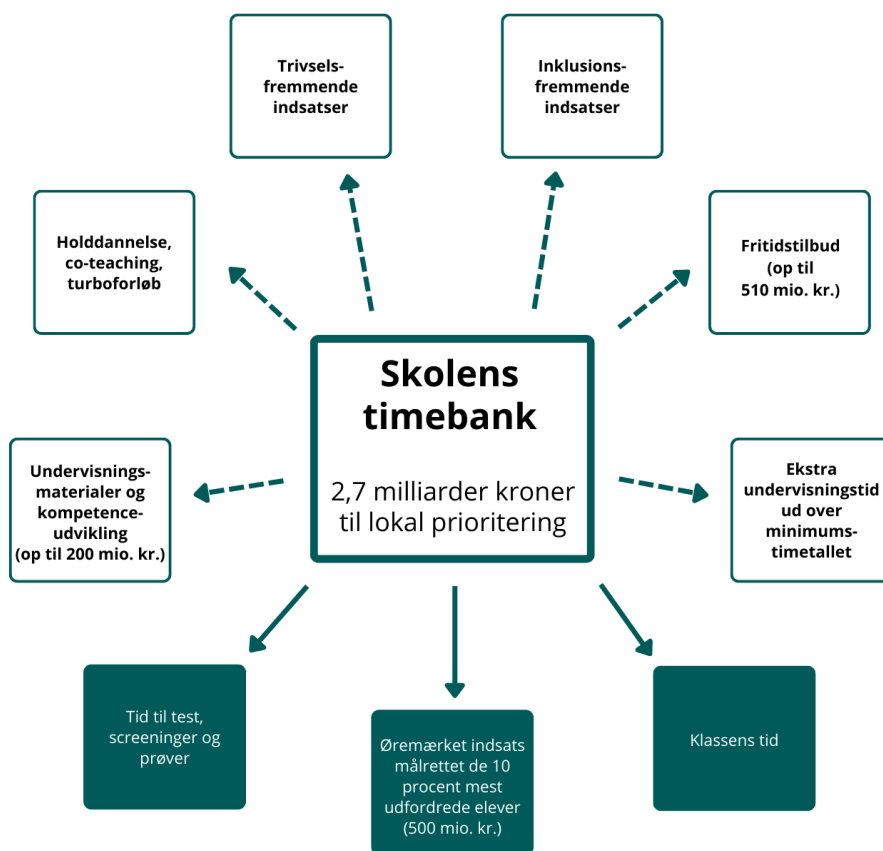 Trivsels-
fremmende
indsatser
Inklusions-
fremmende
indsatser
Holddannelse,
co-teaching,
turboforløb
Fritidstilbud
(op til
510 mio. kr.)
Skolens
timebank
2,7 milliarder kroner
til lokal prioritering
Undervisnings-
materialer og
kompetence-
udvikling
(op til 200 mio. kr.)
Ekstra
undervisningstid
ud over
minimums-
timetallet
Tid til test,
screeninger og
prøver
Øremærket indsats
målrettet de 10
procent mest
udfordrede elever
(500 mio. kr.)
Klassens tid